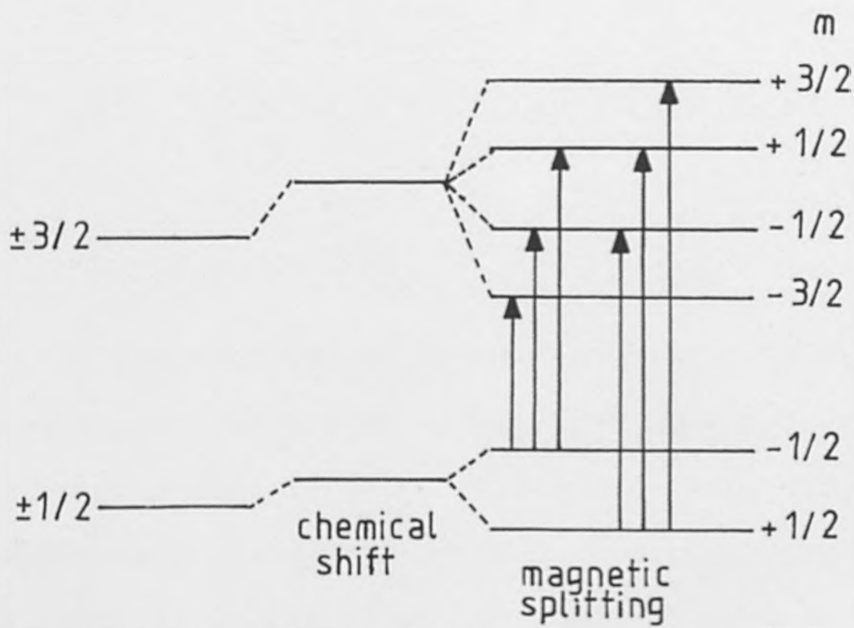 m
+ 3/2
+ 1/2
±3/2
- 1/2
- 3/2
- 1/2
±1/2
+ 1/2
chemical
shift
magnetic
splitting